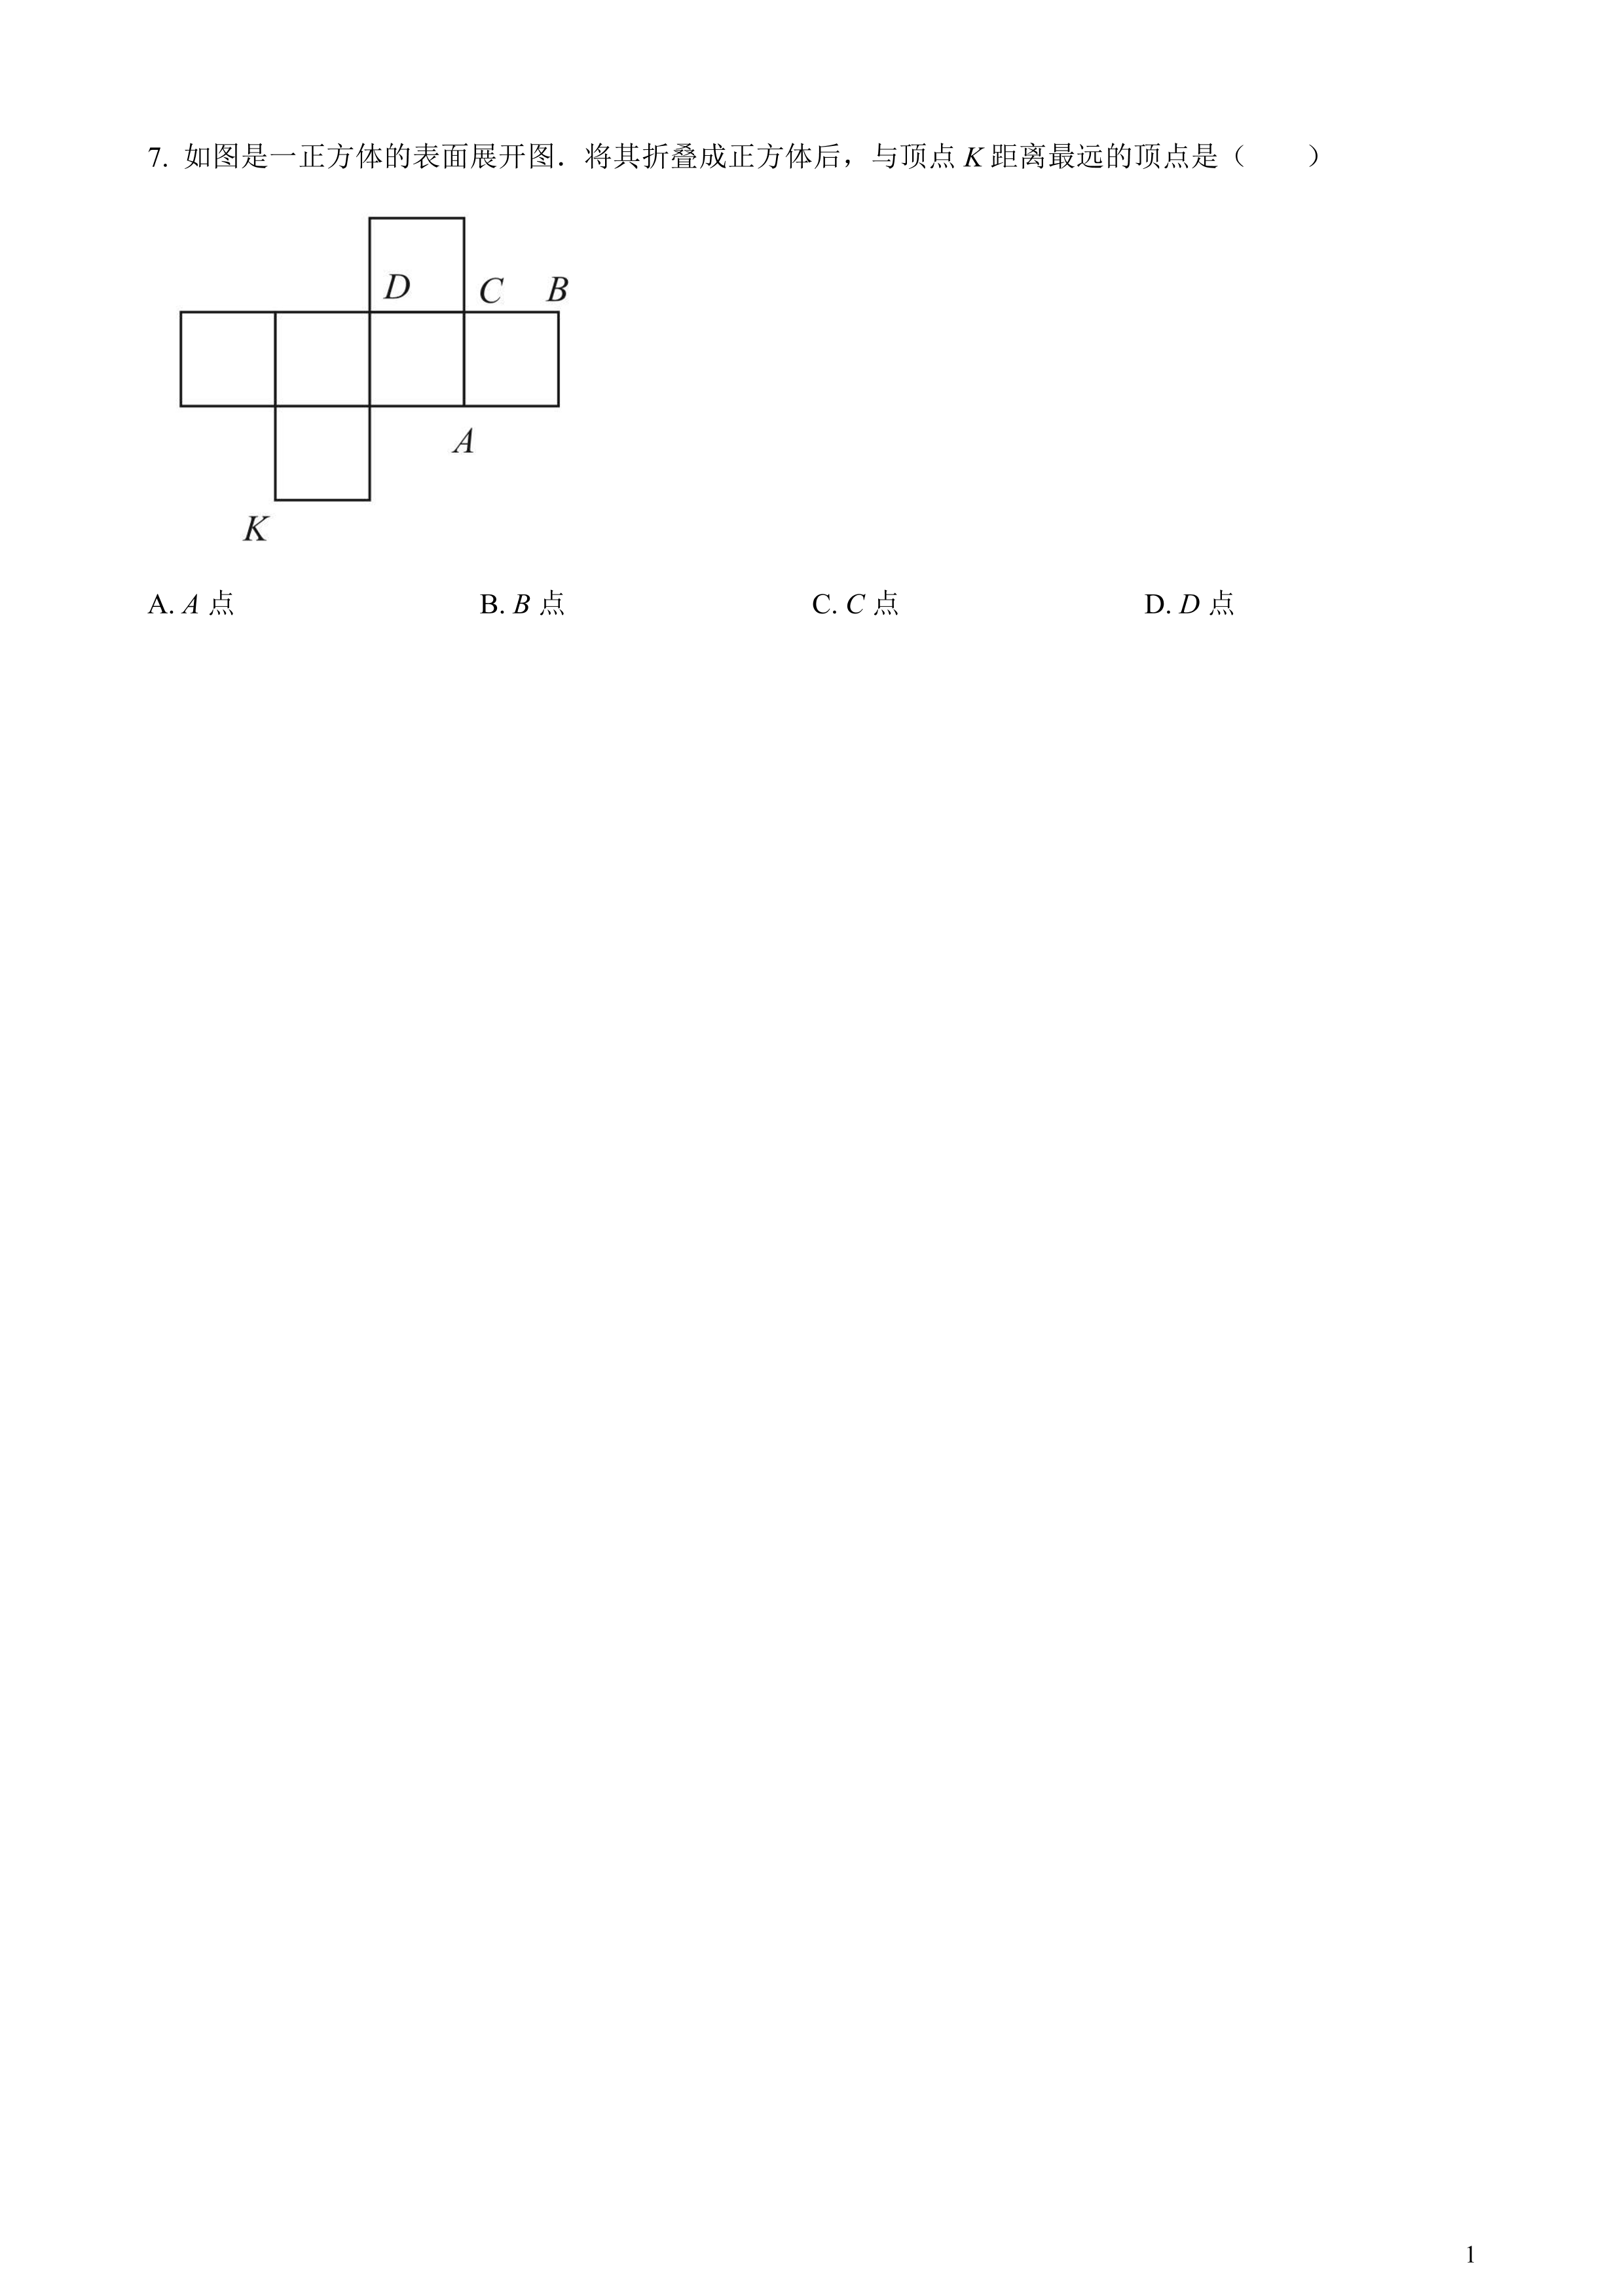 7. 如图是一正方体的表面展开图．将其折叠成正方体后，与顶点 K 距离最远的顶点是（　　）
D C B
A
K
A. A 点 B. B 点 C. C 点 D. D 点
1